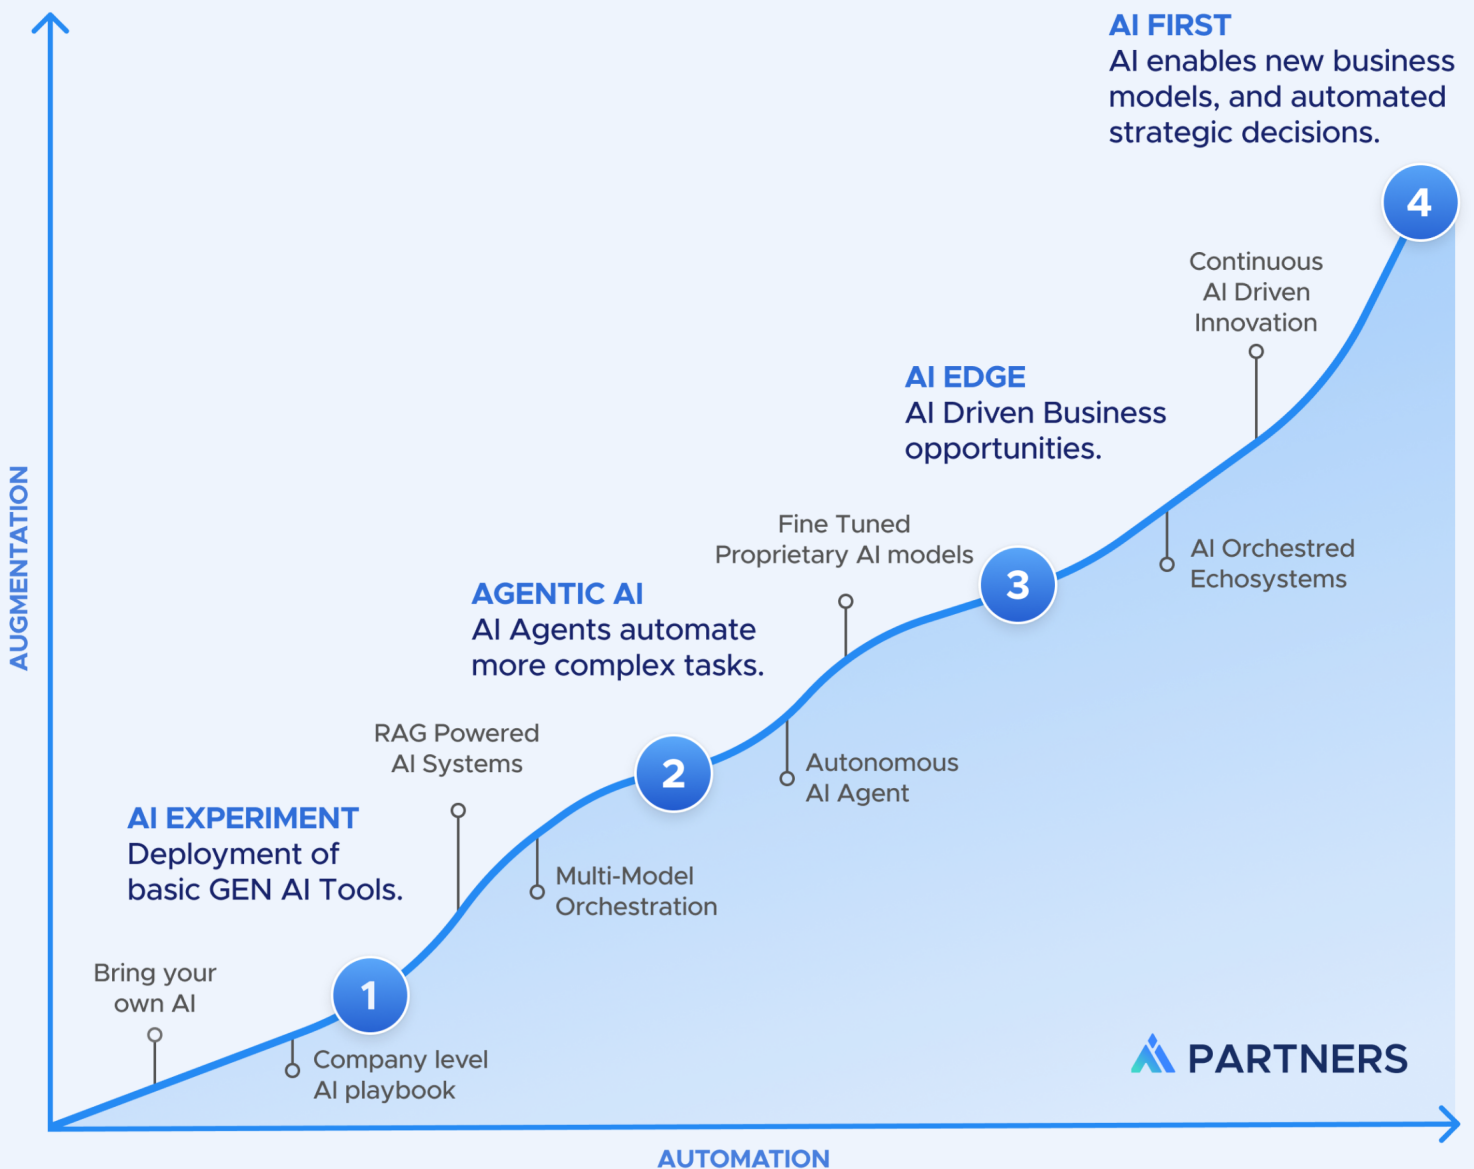 AI FIRST
AI enables new business
models, and automated
strategic decisions.
4
Continuous
AI Driven
Innovation
AI EDGE
AI Driven Business
opportunities.
Fine Tuned
Proprietary AI models
3
AI Orchestred
Echosystems
AGENTIC AI
AI Agents automate
more complex tasks.
RAG Powered
AI Systems
2
Autonomous
AI Agent
AI EXPERIMENT
Deployment of
basic GEN AI Tools.
Multi-Model
Orchestration
Bring your
own AI
1
Company level
AI playbook
AUGMENTATION
PARTNERS
AUTOMATION